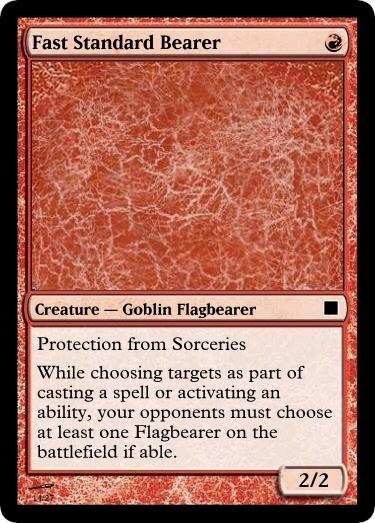 Fast Standard Bearer
Creature — Goblin Flagbearer
Protection from Sorceries
While choosing targets as part of
casting a spell or activating an
ability, your opponents must choose
at least one Flagbearer on the
battlefield if able.
2/2